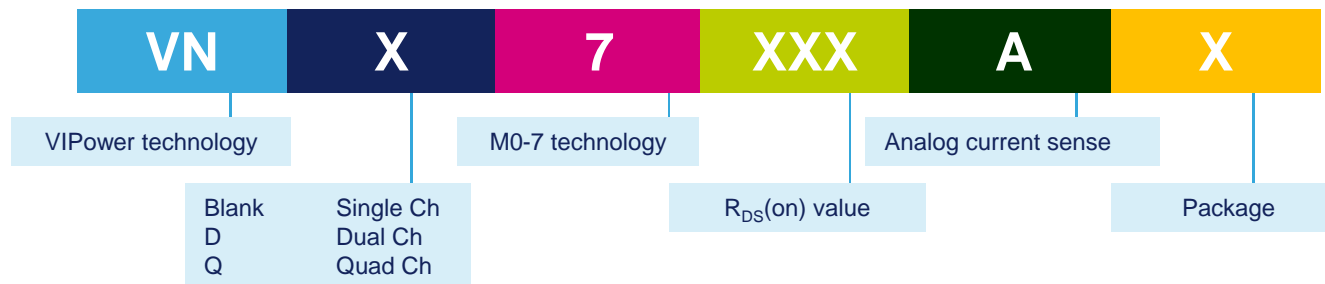 VN X 7 XXX A X
VIPower technology
M0-7 technology
Analog current sense
Blank Single Ch
D Dual Ch
Q Quad Ch
RDS(on) value
Package